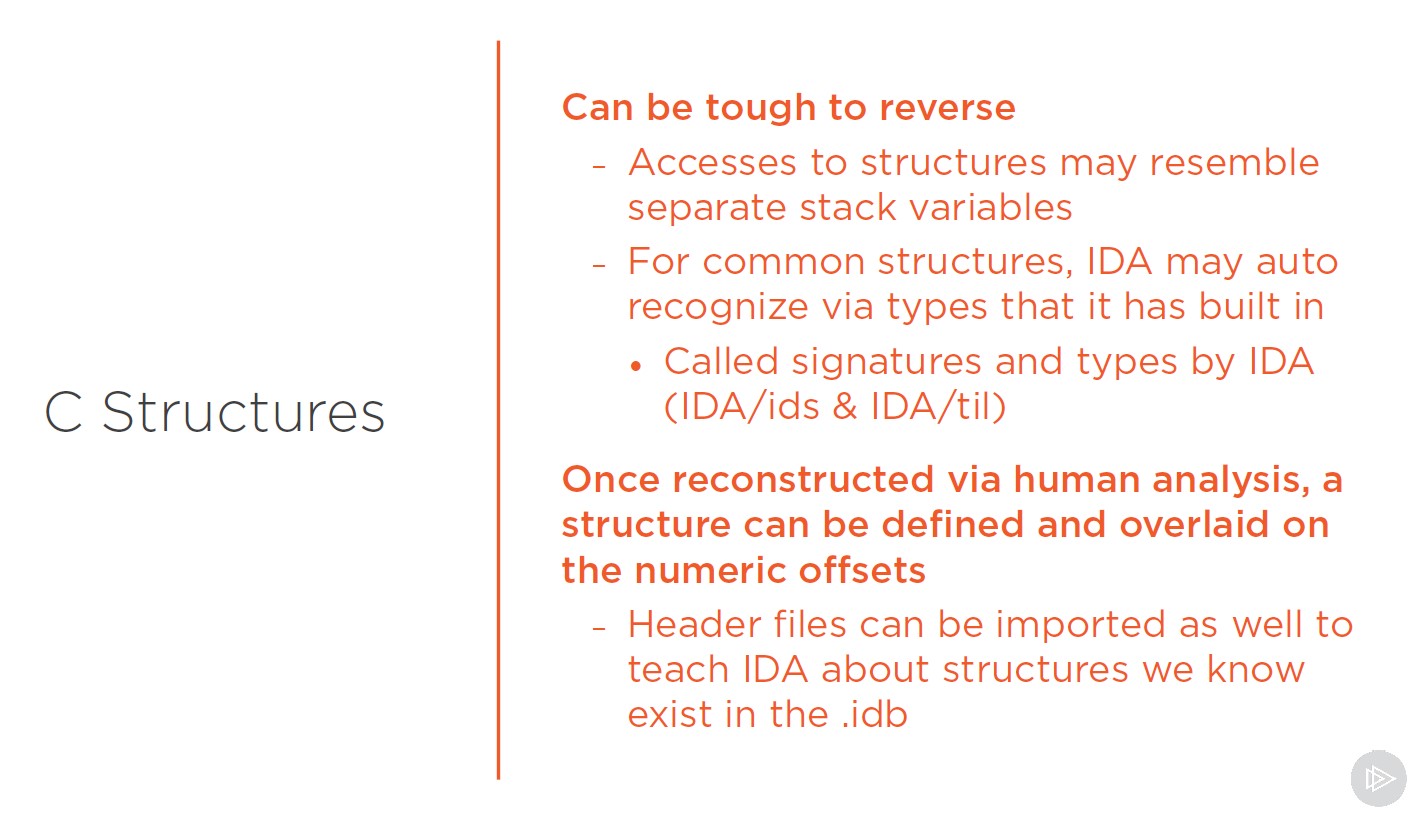 C Structures
Can be tough to reverse
– Accesses to structures may resemble
separate stack variables
– For common structures, IDA may auto
recognize via types that it has built in
• Called signatures and types by IDA
(IDA/ids & IDA/til)
Once reconstructed via human analysis, a
structure can be defined and overlaid on
the numeric offsets
– Header files can be imported as well to
teach IDA about structures we know
exist in the .idb